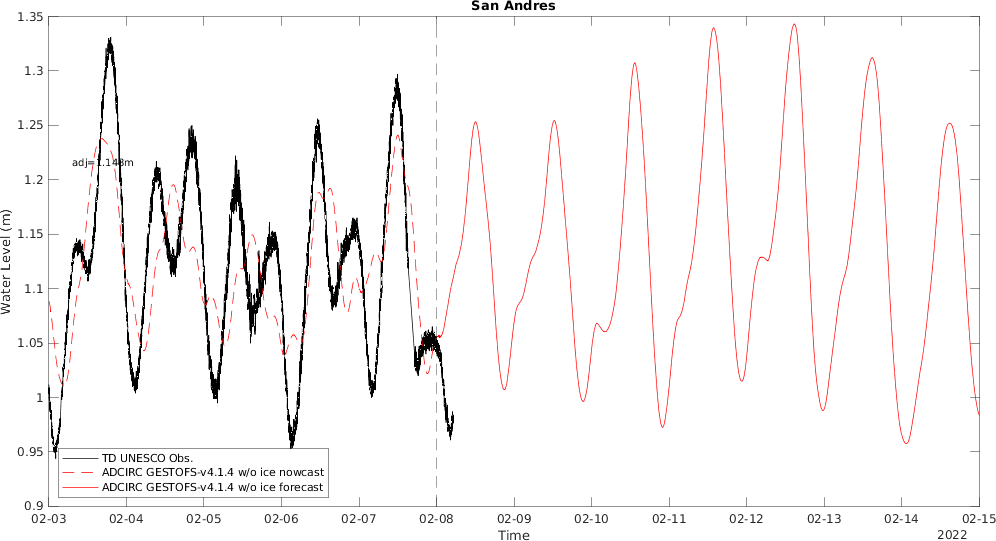 San Andres
1.35
1.3
1.25
1.2
1.15
1.1
1.05
1
0.95
0.9
Water Level (m)
adj=1.148m
TD UNESCO Obs.
ADCIRC GESTOFS-v4.1.4 w/o ice nowcast
ADCIRC GESTOFS-v4.1.4 w/o ice forecast
02-03 02-04 02-05 02-06 02-07 02-08 02-09 02-10 02-11 02-12 02-13 02-14 02-15
Time
2022